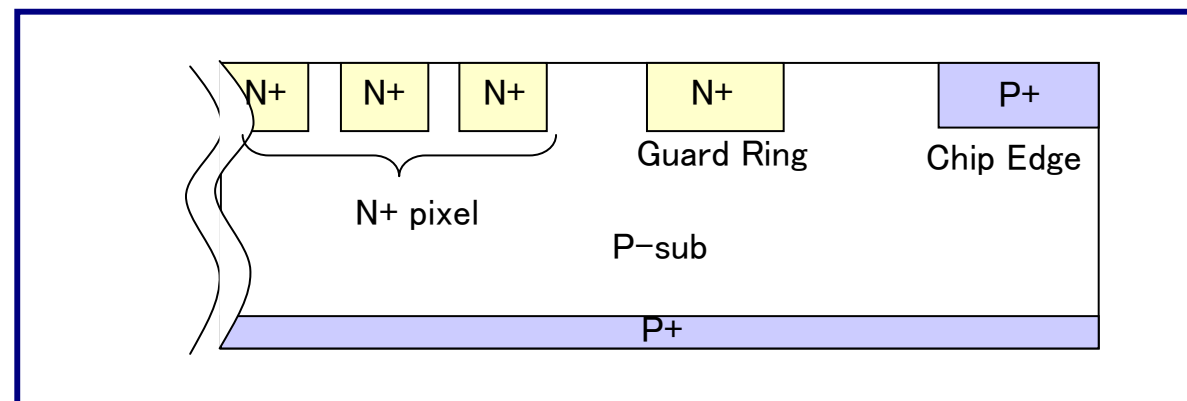 N+ N+ N+ N+ P+
Guard Ring Chip Edge
N+ pixel
P-sub
P+